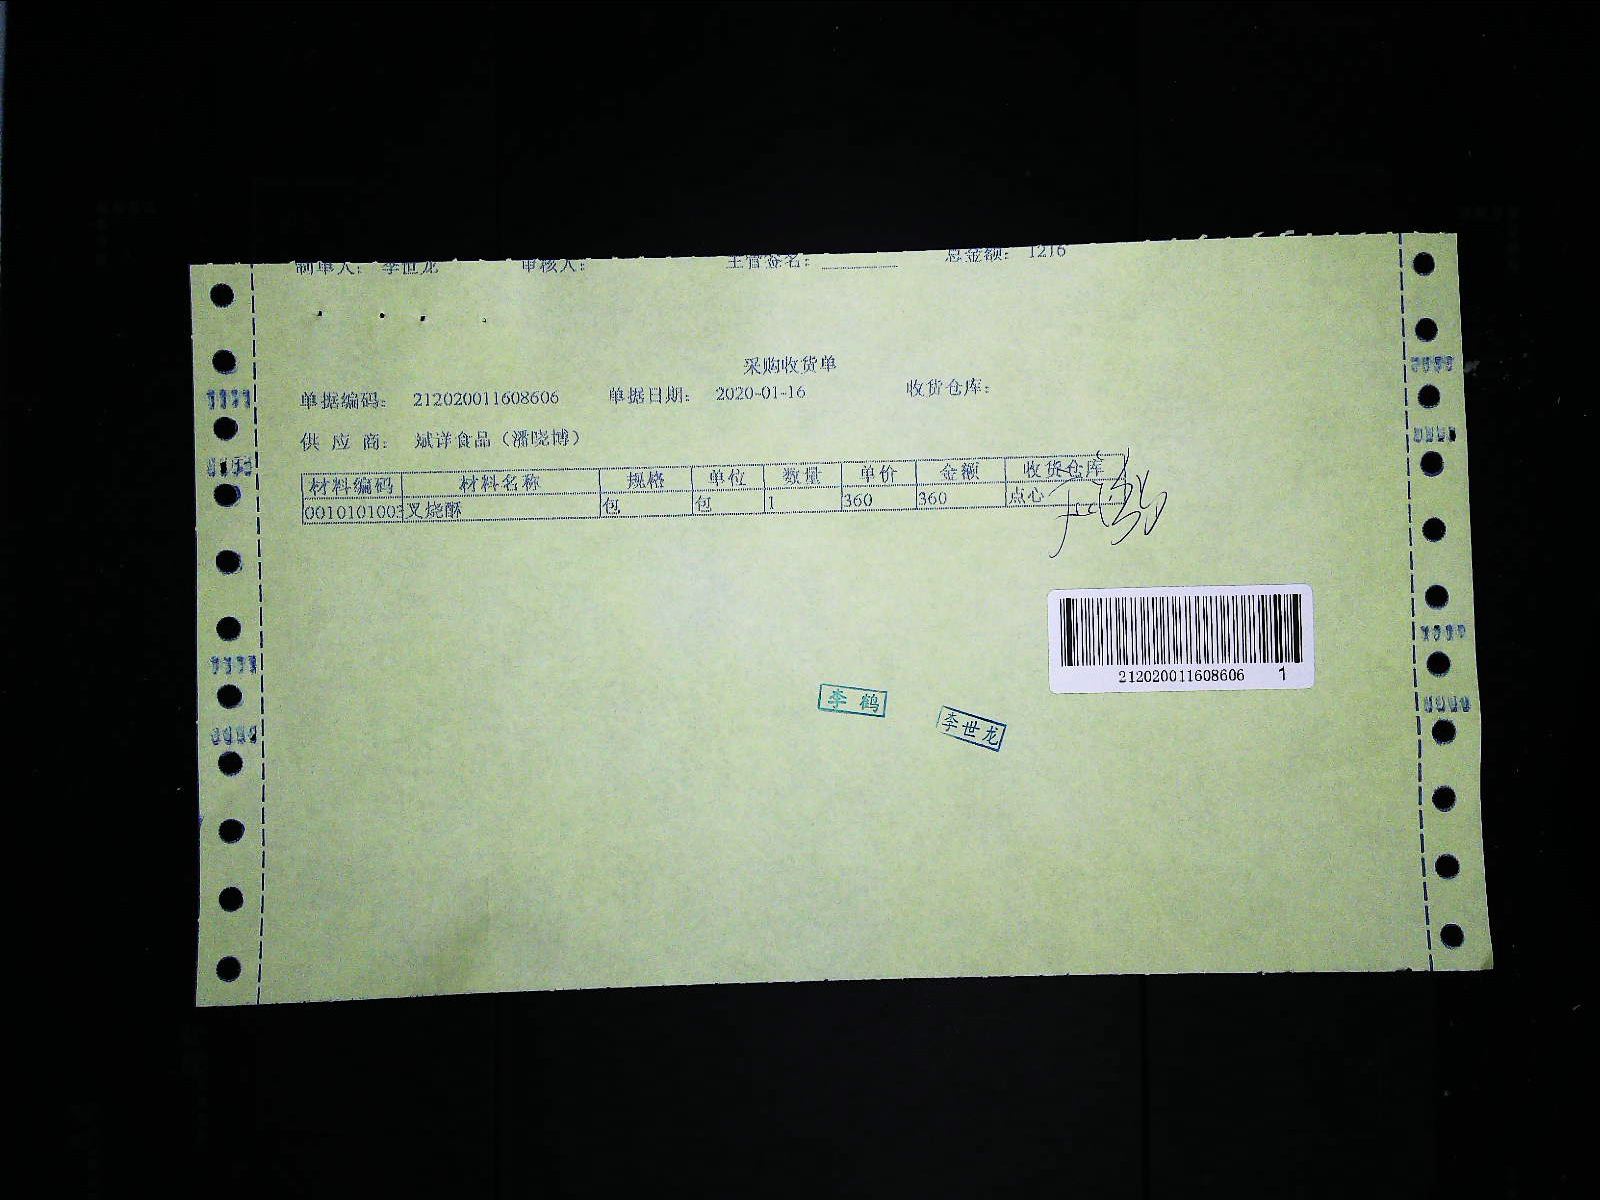 制单人: 李世龙 审核人: 主管签名: 总金额: 1216
采购收货单
单据编码: 212020011608606 单据日期: 2020-01-16 收货仓库:
供 应 商: 斌详食品（潘晓博）
材料编码 材料名称 规格 单位 数量 单价 金额 收货仓库
0010101003 叉烧酥 包 包 1 360 360 点心
212020011608606 1
李 鹤
李世龙